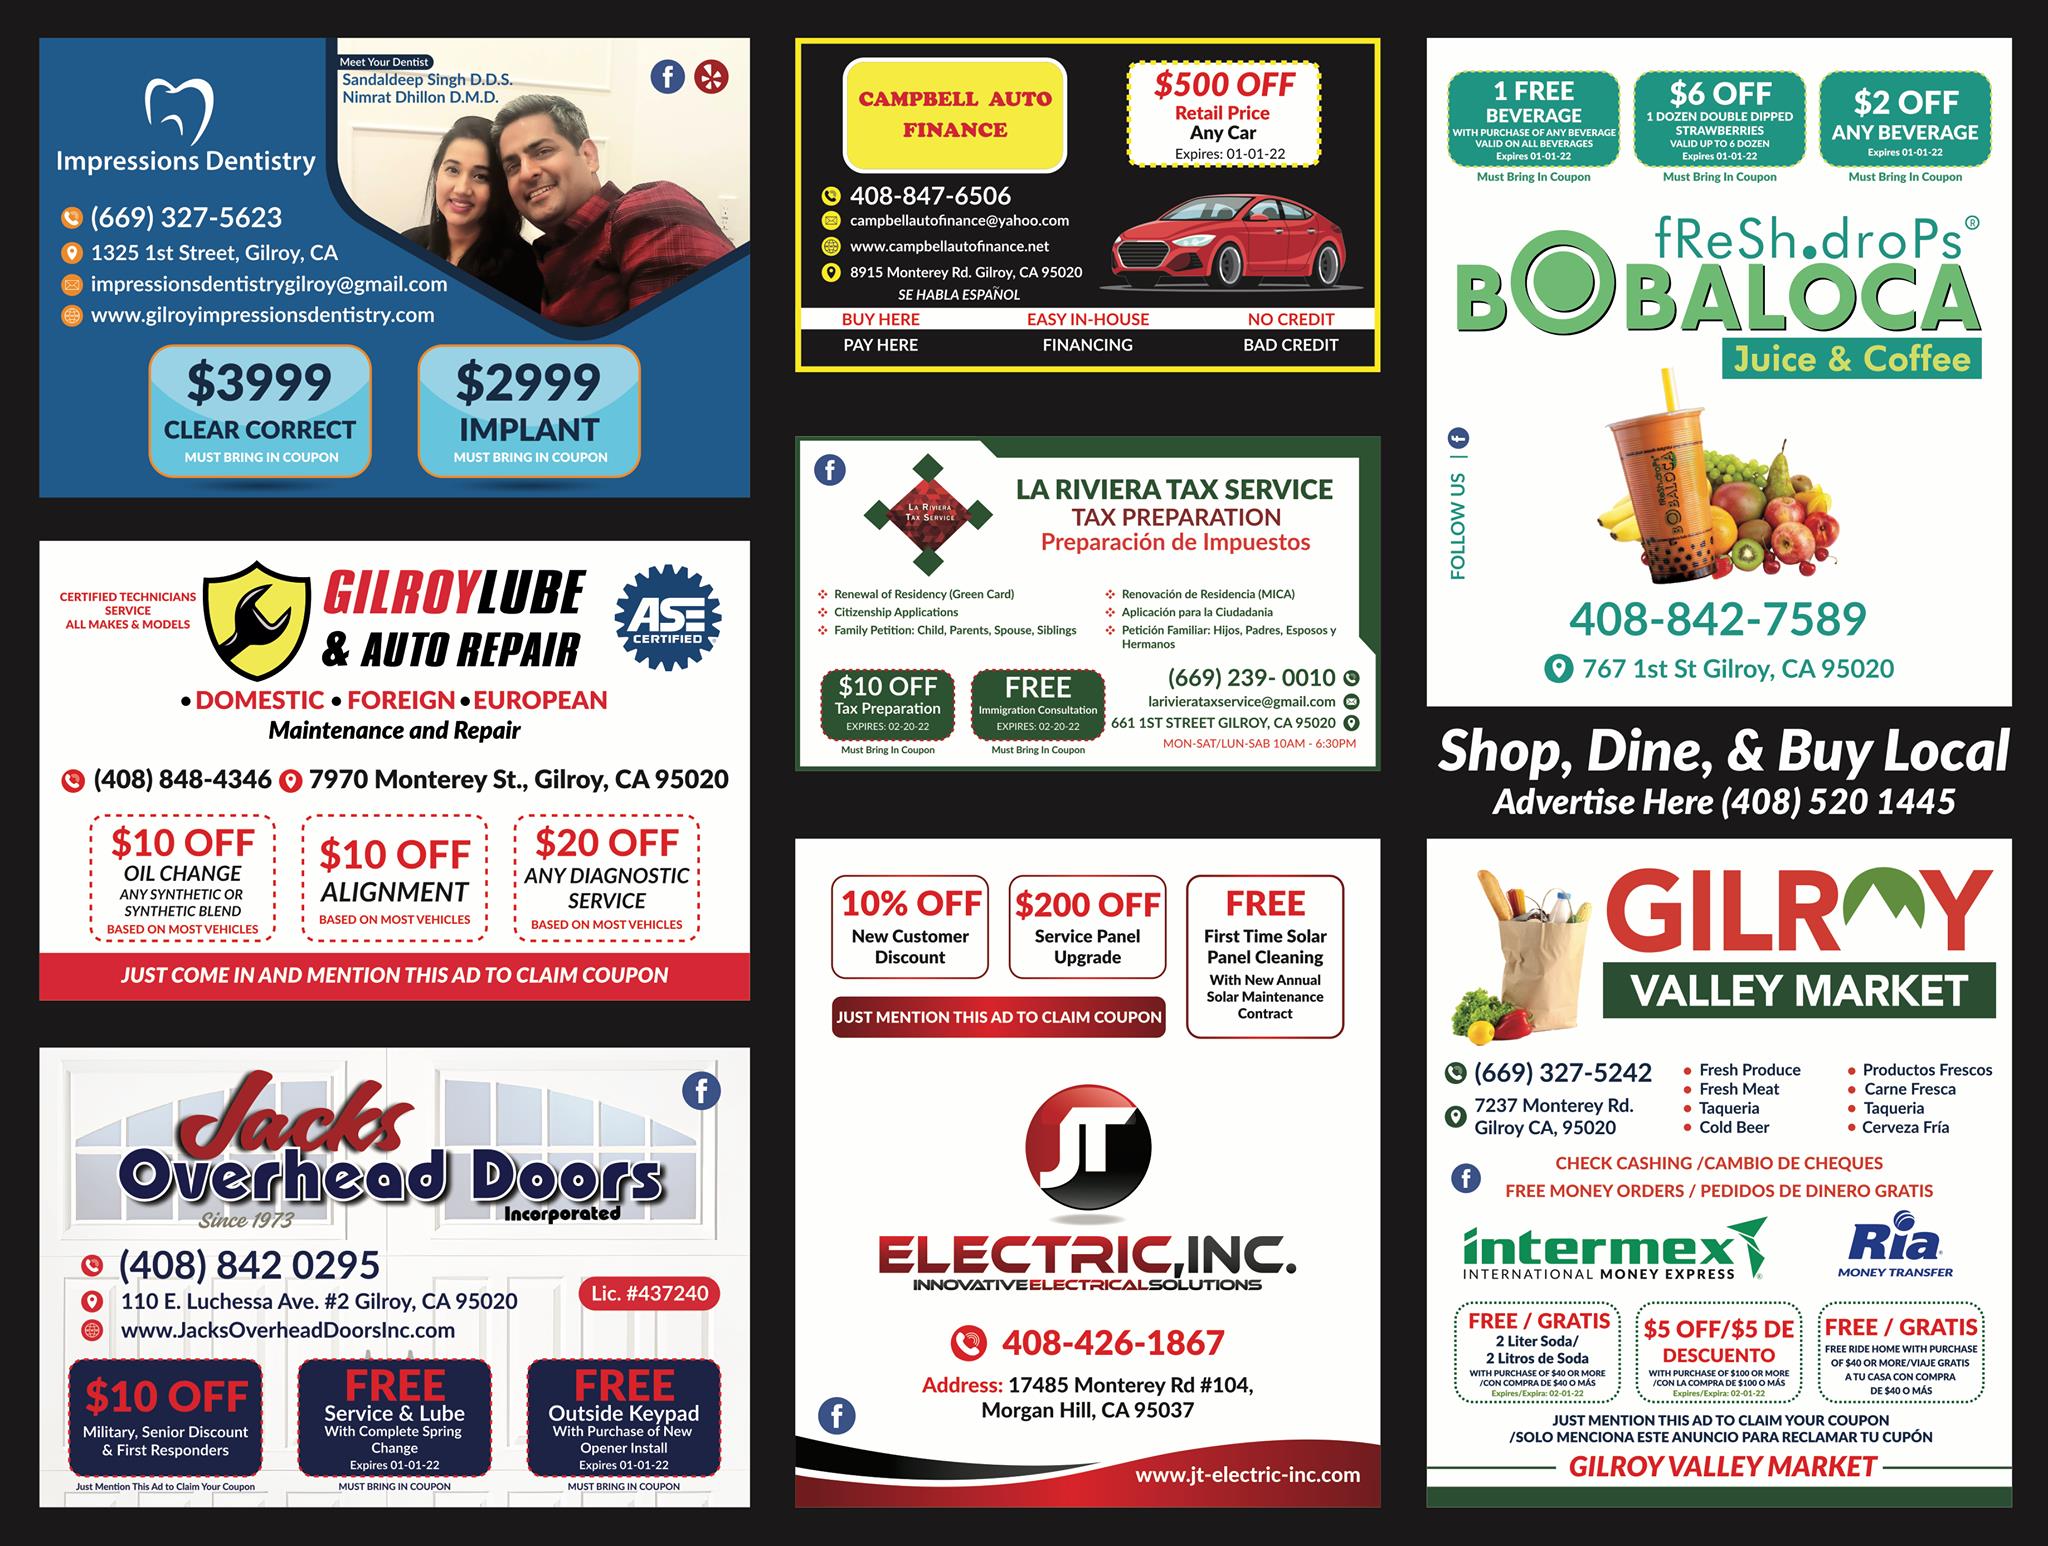 Impressions Dentistry
Meet Your Dentist
Sandaldeep Singh D.D.S.
Nimrat Dhillon D.M.D.
(669) 327-5623
1325 1st Street, Gilroy, CA
impressionsdentistrygilroy@gmail.com
www.gilroyimpressionsdentistry.com
$3999
CLEAR CORRECT
MUST BRING IN COUPON
$2999
IMPLANT
MUST BRING IN COUPON
CERTIFIED TECHNICIANS
SERVICE
ALL MAKES & MODELS
GILROYLUBE
& AUTO REPAIR
ASE
CERTIFIED
• DOMESTIC • FOREIGN • EUROPEAN
Maintenance and Repair
(408) 848-4346
7970 Monterey St., Gilroy, CA 95020
$10 OFF
OIL CHANGE
ANY SYNTHETIC OR
SYNTHETIC BLEND
BASED ON MOST VEHICLES
$10 OFF
ALIGNMENT
BASED ON MOST VEHICLES
$20 OFF
ANY DIAGNOSTIC
SERVICE
BASED ON MOST VEHICLES
JUST COME IN AND MENTION THIS AD TO CLAIM COUPON
Jacks
Overhead Doors
Incorporated
Since 1973
(408) 842 0295
110 E. Luchessa Ave. #2 Gilroy, CA 95020
www.JacksOverheadDoorsInc.com
Lic. #437240
$10 OFF
Military, Senior Discount
& First Responders
Just Mention This Ad to Claim Your Coupon
FREE
Service & Lube
With Complete Spring
Change
Expires 01-01-22
MUST BRING IN COUPON
FREE
Outside Keypad
With Purchase of New
Opener Install
Expires 01-01-22
MUST BRING IN COUPON
CAMPBELL AUTO
FINANCE
$500 OFF
Retail Price
Any Car
Expires: 01-01-22
408-847-6506
campbellautofinance@yahoo.com
www.campbellautofinance.net
8915 Monterey Rd. Gilroy, CA 95020
SE HABLA ESPAÑOL
BUY HERE EASY IN-HOUSE NO CREDIT
PAY HERE FINANCING BAD CREDIT
LA RIVIERA
TAX SERVICE
LA RIVIERA TAX SERVICE
TAX PREPARATION
Preparación de Impuestos
Renewal of Residency (Green Card)
Citizenship Applications
Family Petition: Child, Parents, Spouse, Siblings
Renovación de Residencia (MICA)
Aplicación para la Ciudadania
Petición Familiar: Hijos, Padres, Esposos y
Hermanos
$10 OFF
Tax Preparation
EXPIRES: 02-20-22
Must Bring In Coupon
FREE
Immigration Consultation
EXPIRES: 02-20-22
Must Bring In Coupon
(669) 239- 0010
larivierataxservice@gmail.com
661 1ST STREET GILROY, CA 95020
MON-SAT/LUN-SAB 10AM - 6:30PM
10% OFF
New Customer
Discount
$200 OFF
Service Panel
Upgrade
FREE
First Time Solar
Panel Cleaning
With New Annual
Solar Maintenance
Contract
JUST MENTION THIS AD TO CLAIM COUPON
JT
ELECTRIC,INC.
INNOVATIVEELECTRICALSOLUTIONS
408-426-1867
Address: 17485 Monterey Rd #104,
Morgan Hill, CA 95037
www.jt-electric-inc.com
1 FREE
BEVERAGE
WITH PURCHASE OF ANY BEVERAGE
VALID ON ALL BEVERAGES
Expires 01-01-22
Must Bring In Coupon
$6 OFF
1 DOZEN DOUBLE DIPPED
STRAWBERRIES
VALID UP TO 6 DOZEN
Expires 01-01-22
Must Bring In Coupon
$2 OFF
ANY BEVERAGE
Expires 01-01-22
Must Bring In Coupon
fReSh.droPs®
BOBALOCA
Juice & Coffee
FOLLOW US |
fReSh.droPs
BOBALOCA
408-842-7589
767 1st St Gilroy, CA 95020
Shop, Dine, & Buy Local
Advertise Here (408) 520 1445
GILROY
VALLEY MARKET
(669) 327-5242
7237 Monterey Rd.
Gilroy CA, 95020
• Fresh Produce
• Fresh Meat
• Taqueria
• Cold Beer
• Productos Frescos
• Carne Fresca
• Taqueria
• Cerveza Fría
CHECK CASHING /CAMBIO DE CHEQUES
FREE MONEY ORDERS / PEDIDOS DE DINERO GRATIS
intermex
INTERNATIONAL MONEY EXPRESS
Ria
MONEY TRANSFER
FREE / GRATIS
2 Liter Soda/
2 Litros de Soda
WITH PURCHASE OF $40 OR MORE
/CON COMPRA DE $40 O MÁS
Expires/Expira: 02-01-22
$5 OFF/$5 DE
DESCUENTO
WITH PURCHASE OF $100 OR MORE
/CON LA COMPRA DE $100 O MÁS
Expires/Expira: 02-01-22
FREE / GRATIS
FREE RIDE HOME WITH PURCHASE
OF $40 OR MORE/VIAJE GRATIS
A TU CASA CON COMPRA
DE $40 O MÁS
JUST MENTION THIS AD TO CLAIM YOUR COUPON
/SOLO MENCIONA ESTE ANUNCIO PARA RECLAMAR TU CUPÓN
GILROY VALLEY MARKET